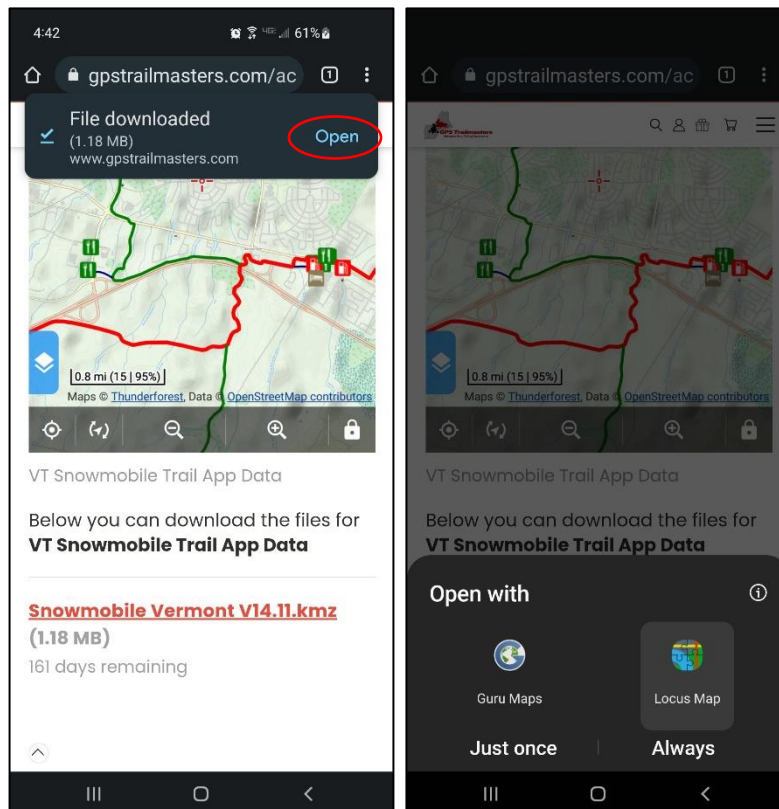 4:42
61%
gpstrailmasters.com/ac
1
File downloaded
(1.18 MB)
www.gpstrailmasters.com
Open
0.8 mi (15 | 95%)
Maps © Thunderforest, Data © OpenStreetMap contributors
VT Snowmobile Trail App Data
Below you can download the files for
VT Snowmobile Trail App Data
Snowmobile Vermont V14.11.kmz
(1.18 MB)
161 days remaining
gpstrailmasters.com/ac
1
GPS Trailmasters
0.8 mi (15 | 95%)
Maps © Thunderforest, Data © OpenStreetMap contributors
VT Snowmobile Trail App Data
Below you can download the files for
VT Snowmobile Trail App Data
Open with
Guru Maps
Locus Map
Just once
Always